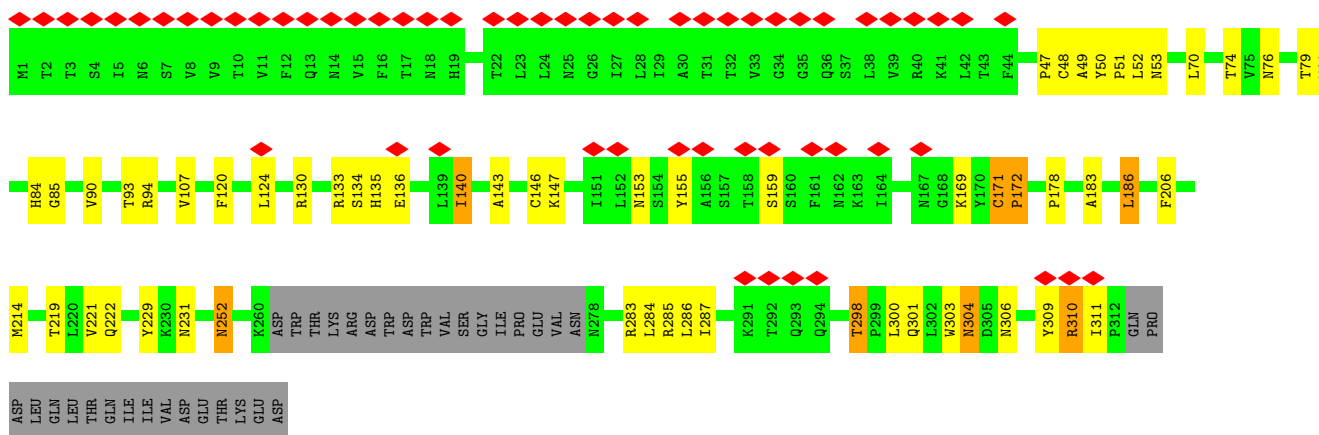 M1 T2 T3 S4 I5 N6 S7 V8 V9 T10 V11 F12 Q13 N14 V15 F16 T17 N18 H19 T22 L23 L24 N25 G26 I27 L28 I29 A30 T31 T32 V33 G34 G35 Q36 S37 L38 V39 R40 K41 L42 T43 F44 P47 C48 A49 Y50 P51 L52 N53 L70 T74 V75 N76 T79
H84 G85 V90 T93 R94 V107 F120 L124 R130 R133 S134 H135 E136 L139 I140 A143 C146 K147 I151 L152 N153 S154 Y155 A156 S157 T158 S159 S160 F161 N162 K163 I164 N167 G168 K169 Y170 C171 P172 P178 A183 L186 F206
M214 T219 L220 V221 Q222 Y229 K230 N231 N252 K260 ASP TRP THR LYS ARG ASP TRP ASP TRP VAL SER GLY ILE PRO GLU VAL ASN N278 R283 L284 R285 L286 I287 K291 T292 Q293 Q294 T298 P299 L300 Q301 L302 W303 N304 D305 N306 Y309 R310 I311 P312 GLN PRO
ASP LEU GLN LEU THR GLN ILE ILE VAL ASP GLU THR LYS GLU ASP